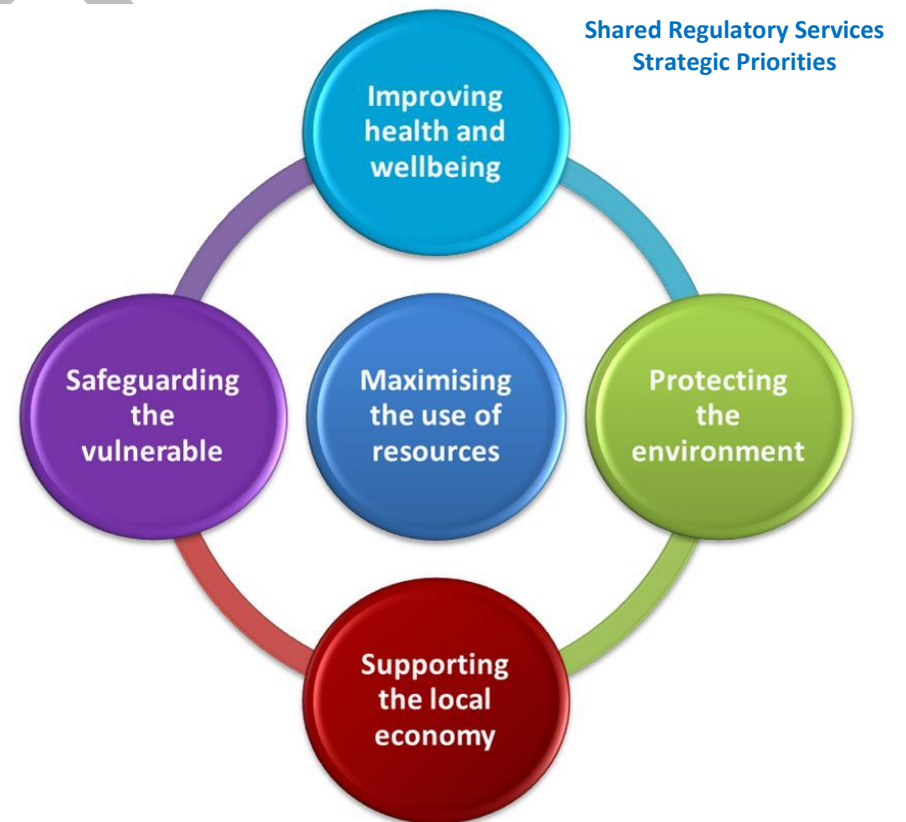 Shared Regulatory Services
Strategic Priorities
Improving
health and
wellbeing
Safeguarding
the
vulnerable
Maximising
the use of
resources
Protecting
the
environment
Supporting
the local
economy